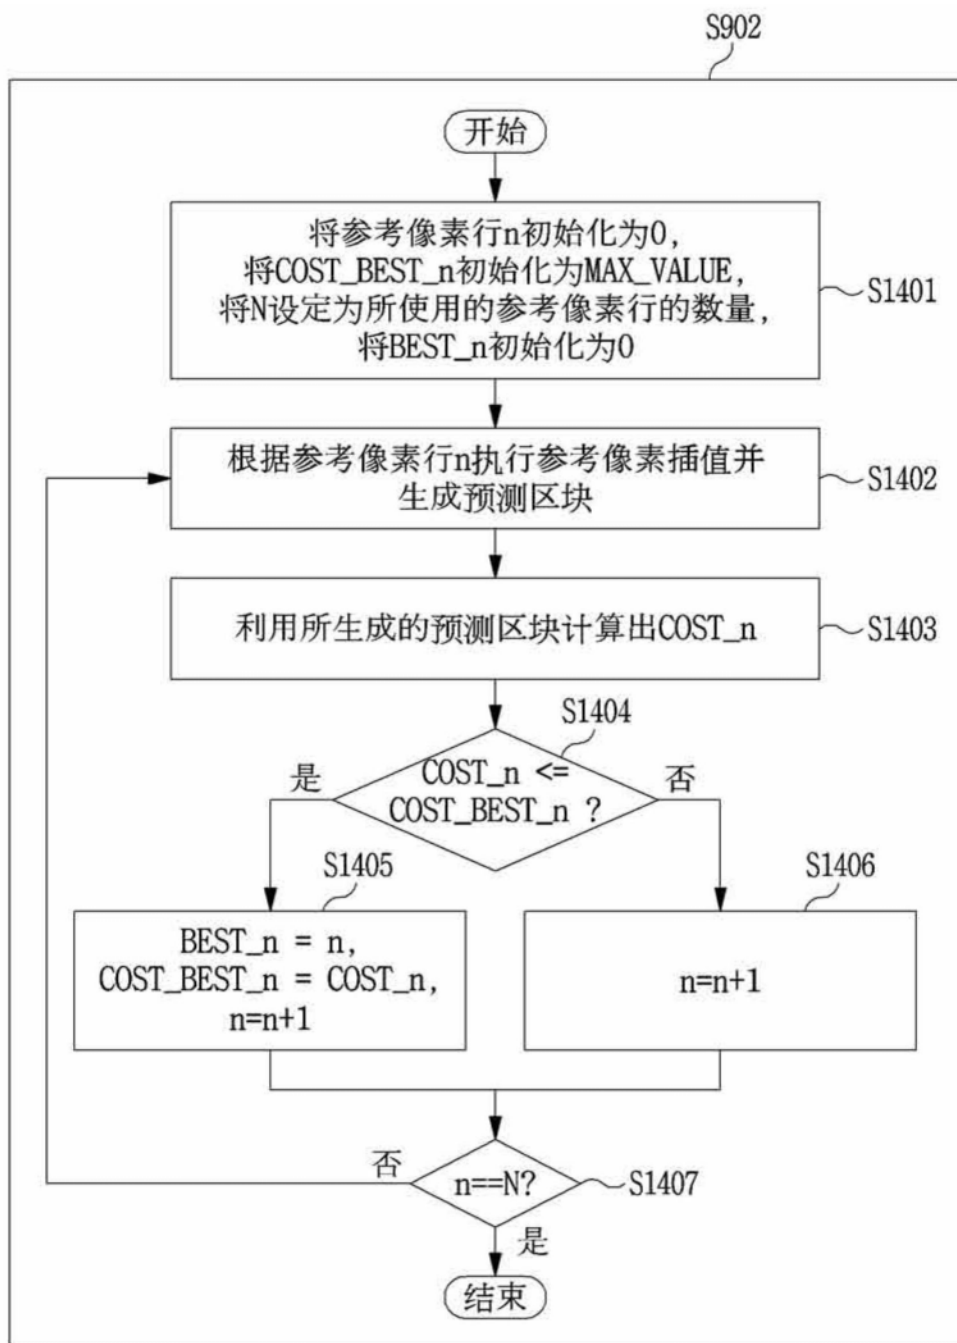 S902
开始
将参考像素行n初始化为0,
将COST_BEST_n初始化为MAX_VALUE,
将N设定为所使用的参考像素行的数量,
将BEST_n初始化为0
S1401
根据参考像素行n执行参考像素插值并
生成预测区块
S1402
利用所生成的预测区块计算出COST_n
S1403
S1404
COST_n <=
COST_BEST_n ?
是
否
S1405
BEST_n = n,
COST_BEST_n = COST_n,
n=n+1
S1406
n=n+1
n==N?
S1407
否
是
结束